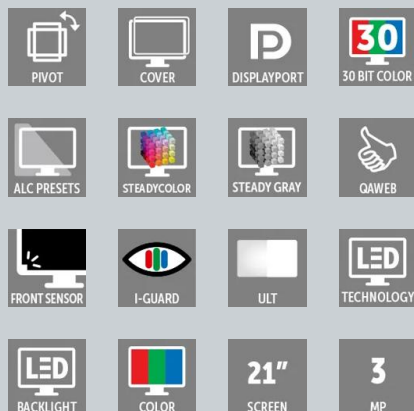 30
PIVOT
COVER
DISPLAYPORT
30 BIT COLOR
ALC PRESETS
STEADYCOLOR
STEADY GRAY
QAWEB
LED
FRONT SENSOR
I-GUARD
ULT
TECHNOLOGY
LED
21"
3
BACKLIGHT
COLOR
SCREEN
MP